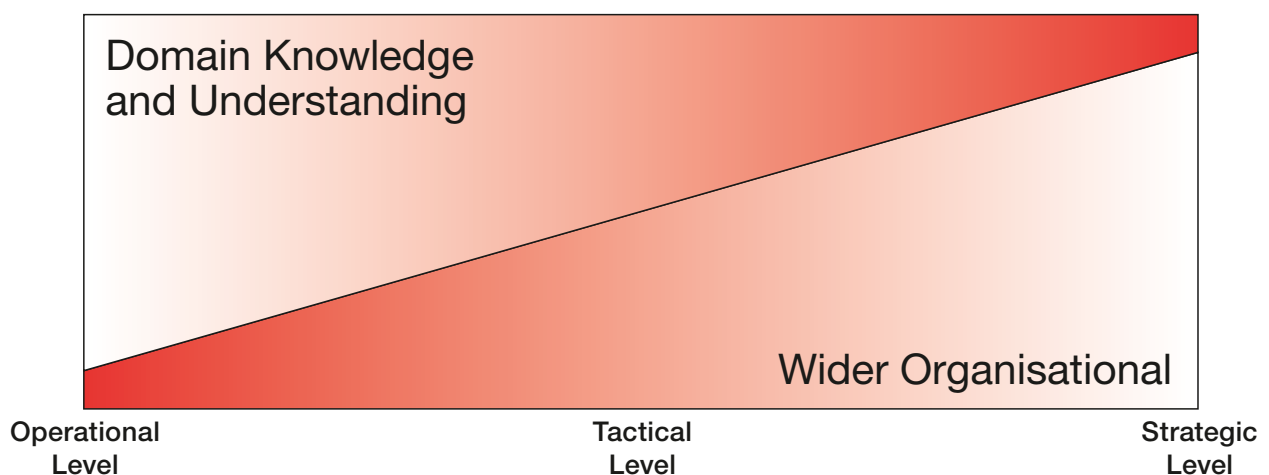 Domain Knowledge
and Understanding
Wider Organisational
Operational
Level
Tactical
Level
Strategic
Level